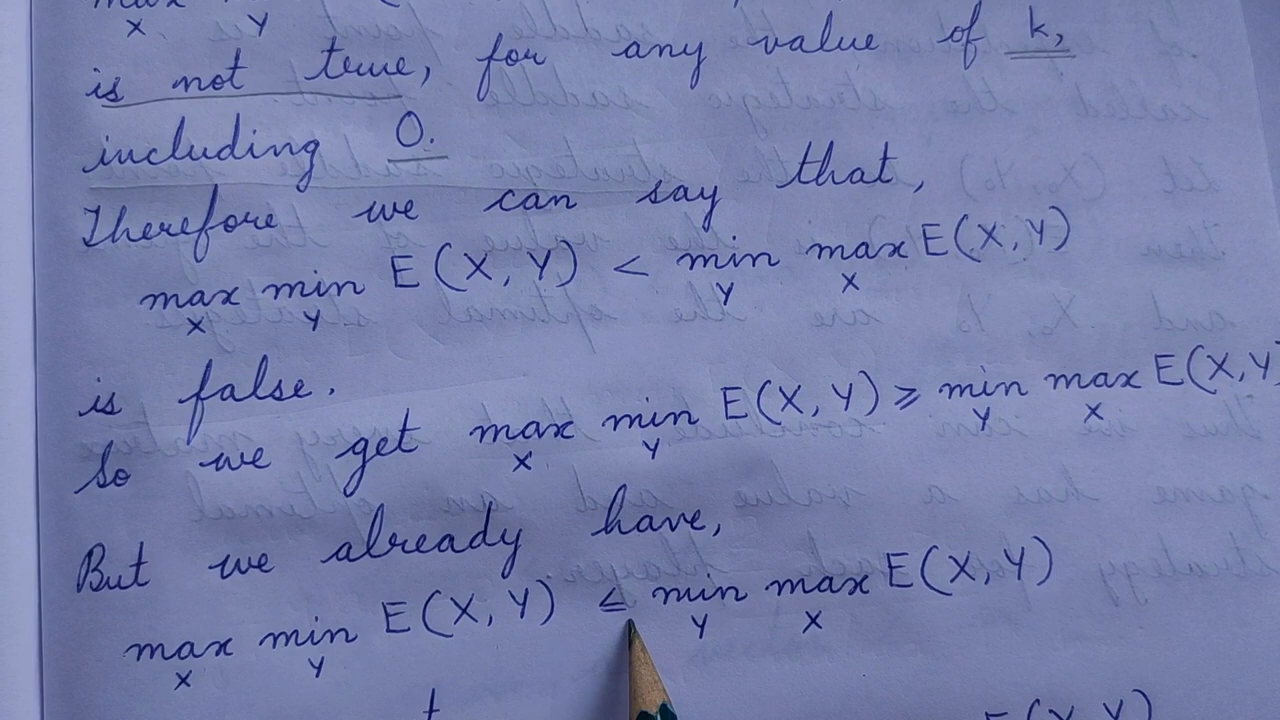 max
X Y
is not true, for any value of k,
including 0.
Therefore we can say that,
max min E(X, Y) < min max E(X, Y)
X Y Y X
is false.
So we get max min E(X, Y) ⩾ min max E(X, Y
X Y Y X
But we already have,
max min E(X, Y) ≤ min max E(X, Y)
X Y Y X
E(X, Y)